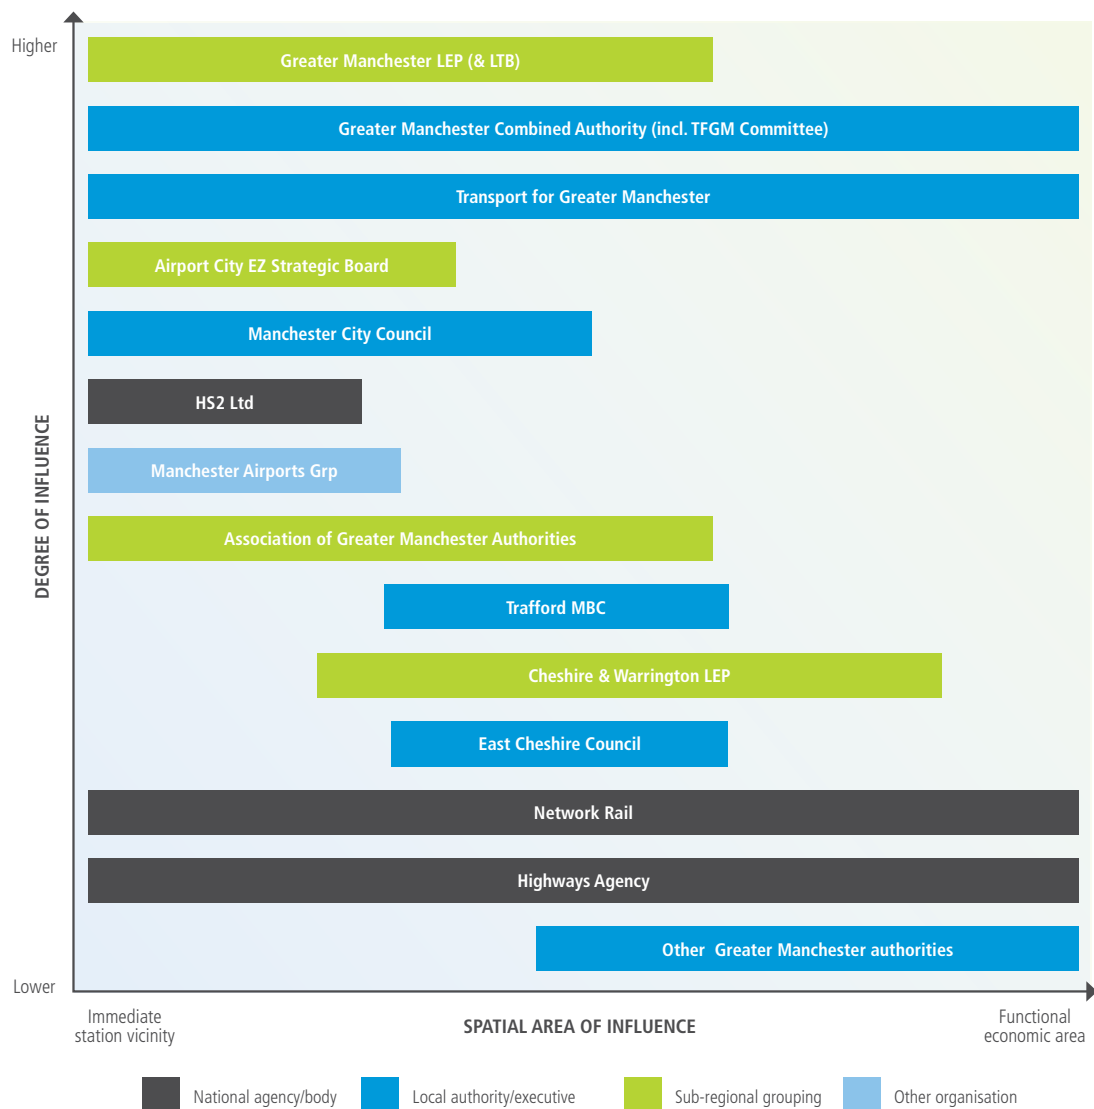 Higher
Greater Manchester LEP (& LTB)
Greater Manchester Combined Authority (incl. TFGM Committee)
Transport for Greater Manchester
Airport City EZ Strategic Board
Manchester City Council
HS2 Ltd
Manchester Airports Grp
Association of Greater Manchester Authorities
Trafford MBC
Cheshire & Warrington LEP
East Cheshire Council
Network Rail
Highways Agency
Other Greater Manchester authorities
DEGREE OF INFLUENCE
Lower
Immediate
station vicinity
SPATIAL AREA OF INFLUENCE
Functional
economic area
National agency/body
Local authority/executive
Sub-regional grouping
Other organisation